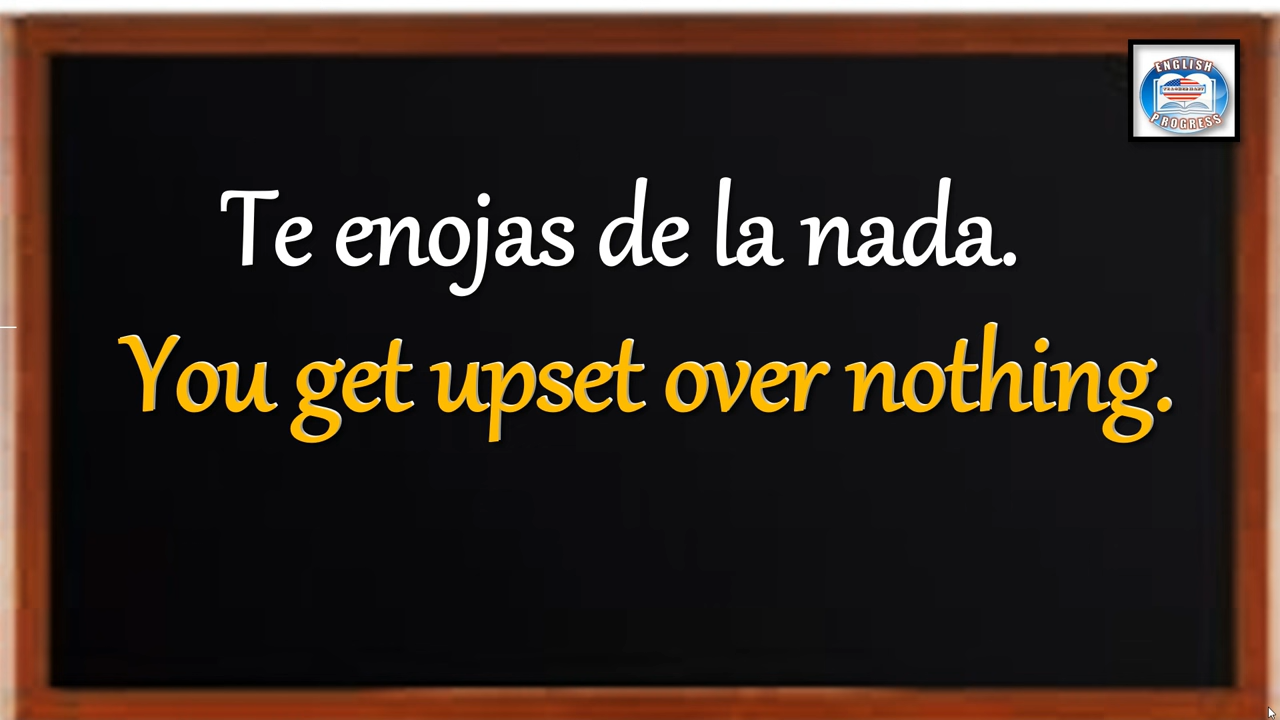 ENGLISH
PROGRESS
Te enojas de la nada.
You get upset over nothing.